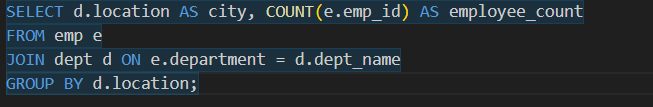 SELECT d.location AS city, COUNT(e.emp_id) AS employee_count
FROM emp e
JOIN dept d ON e.department = d.dept_name
GROUP BY d.location;